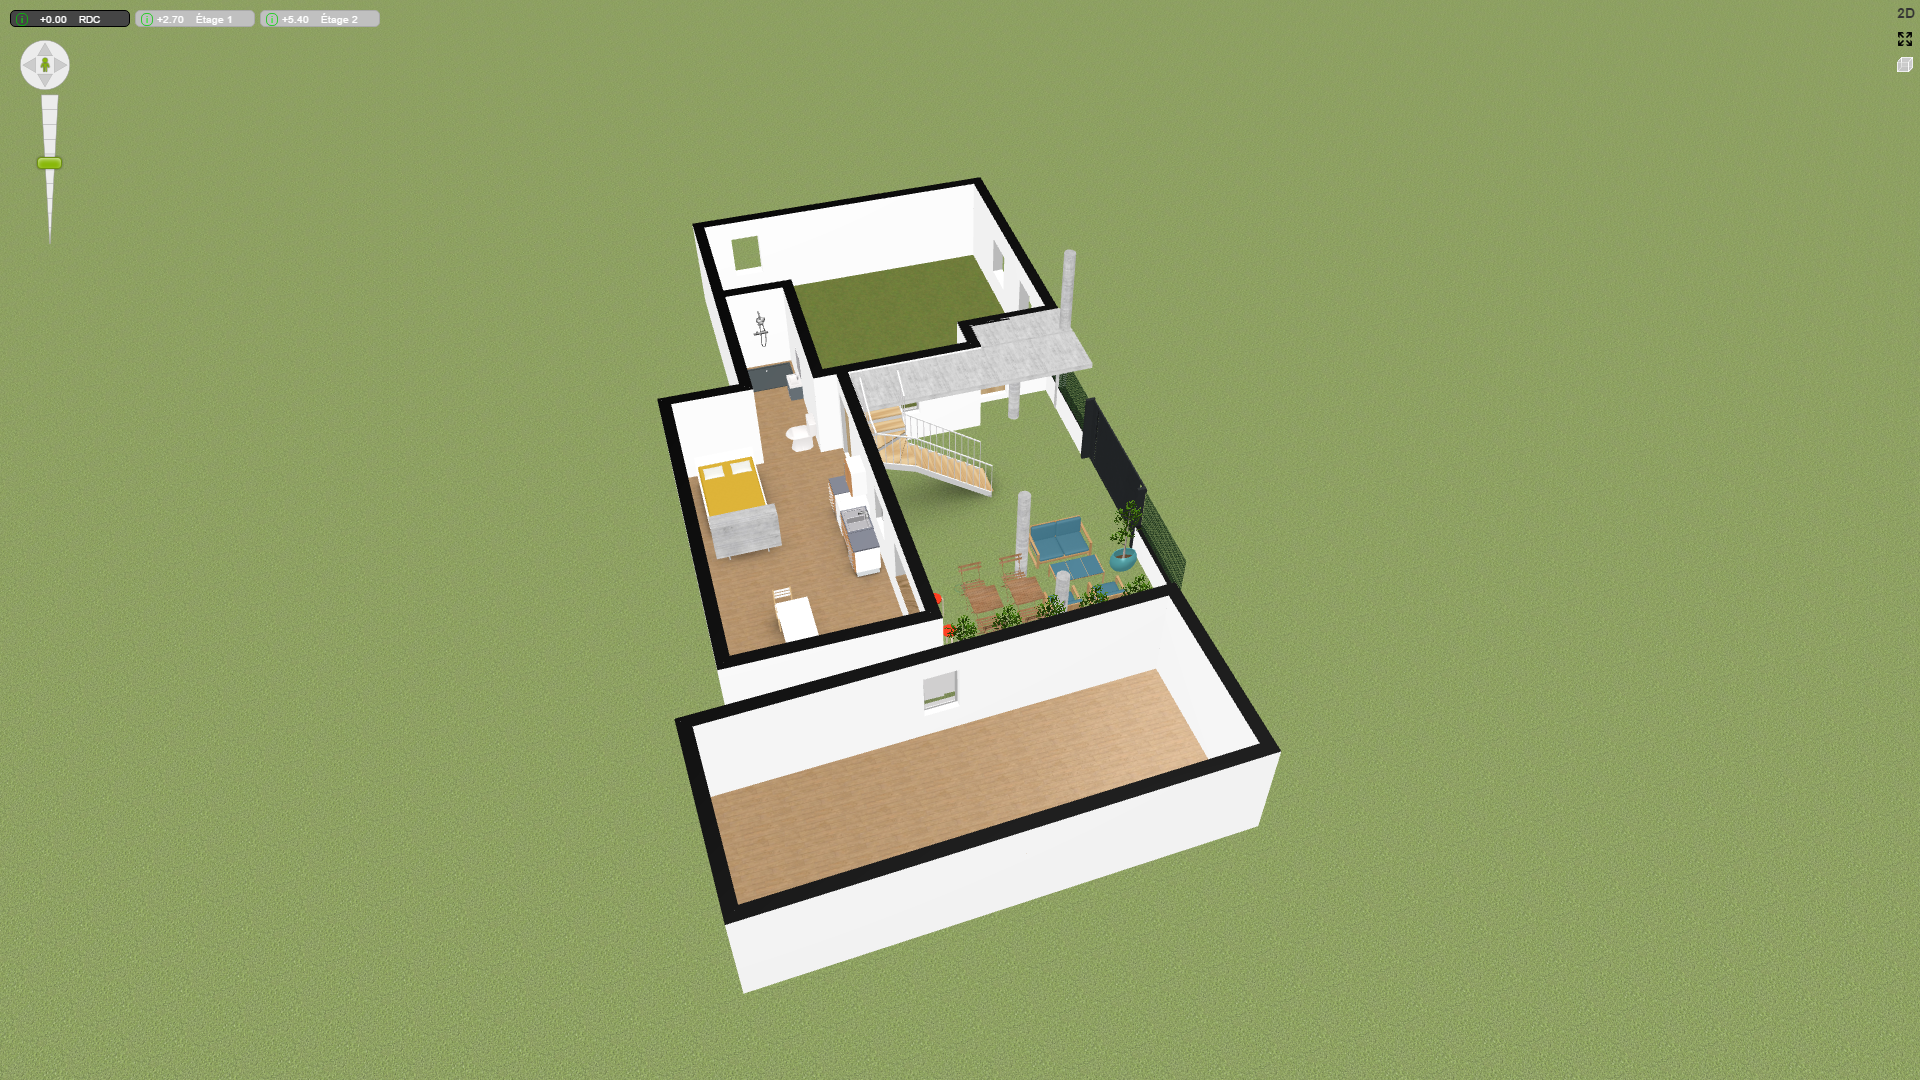 +0.00 RDC
+2.70 Étage 1
+5.40 Étage 2
2D